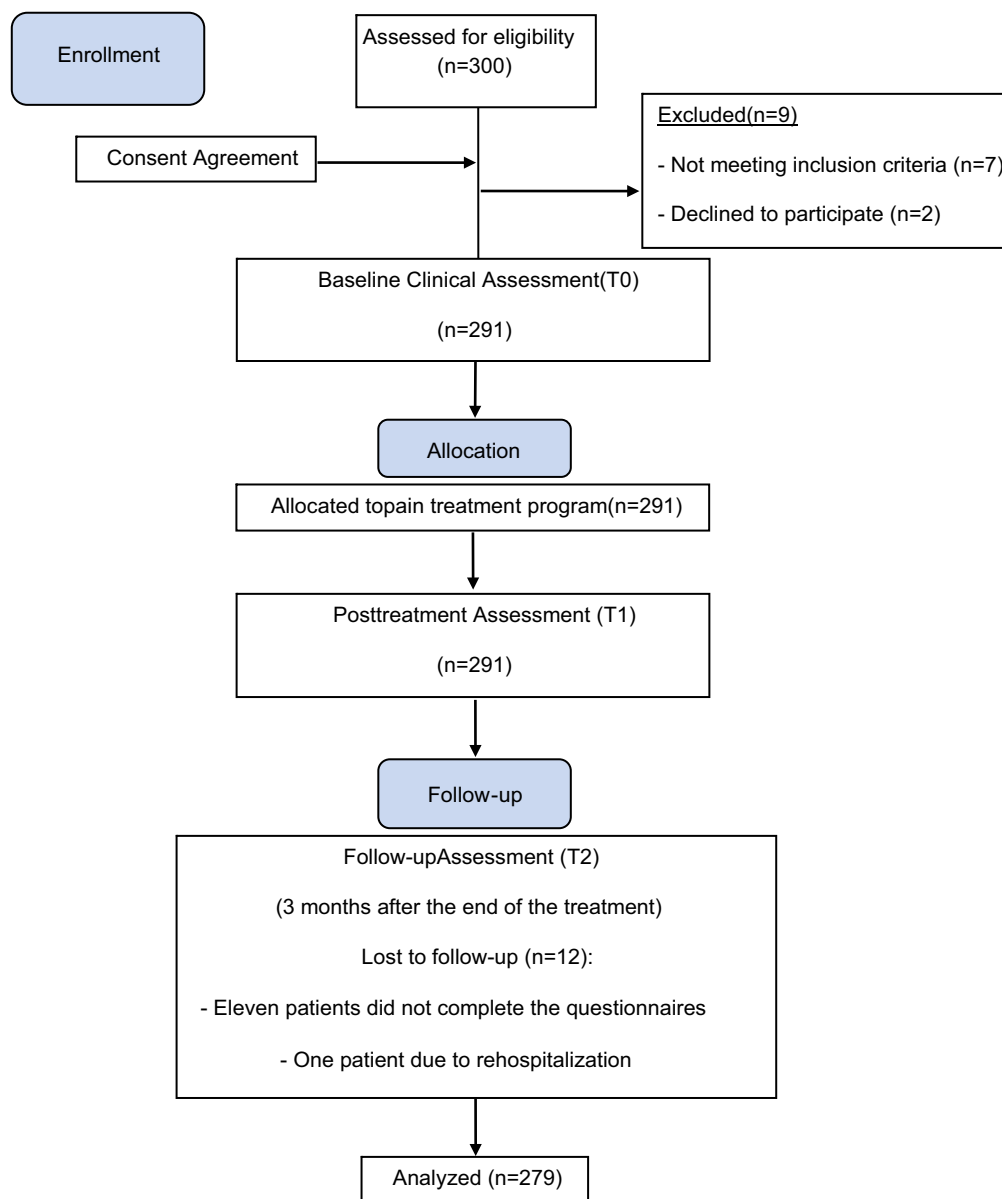 Enrollment
Assessed for eligibility
(n=300)
Excluded(n=9)
- Not meeting inclusion criteria (n=7)
- Declined to participate (n=2)
Consent Agreement
Baseline Clinical Assessment(T0)
(n=291)
Allocation
Allocated topain treatment program(n=291)
Posttreatment Assessment (T1)
(n=291)
Follow-up
Follow-upAssessment (T2)
(3 months after the end of the treatment)
Lost to follow-up (n=12):
- Eleven patients did not complete the questionnaires
- One patient due to rehospitalization
Analyzed (n=279)